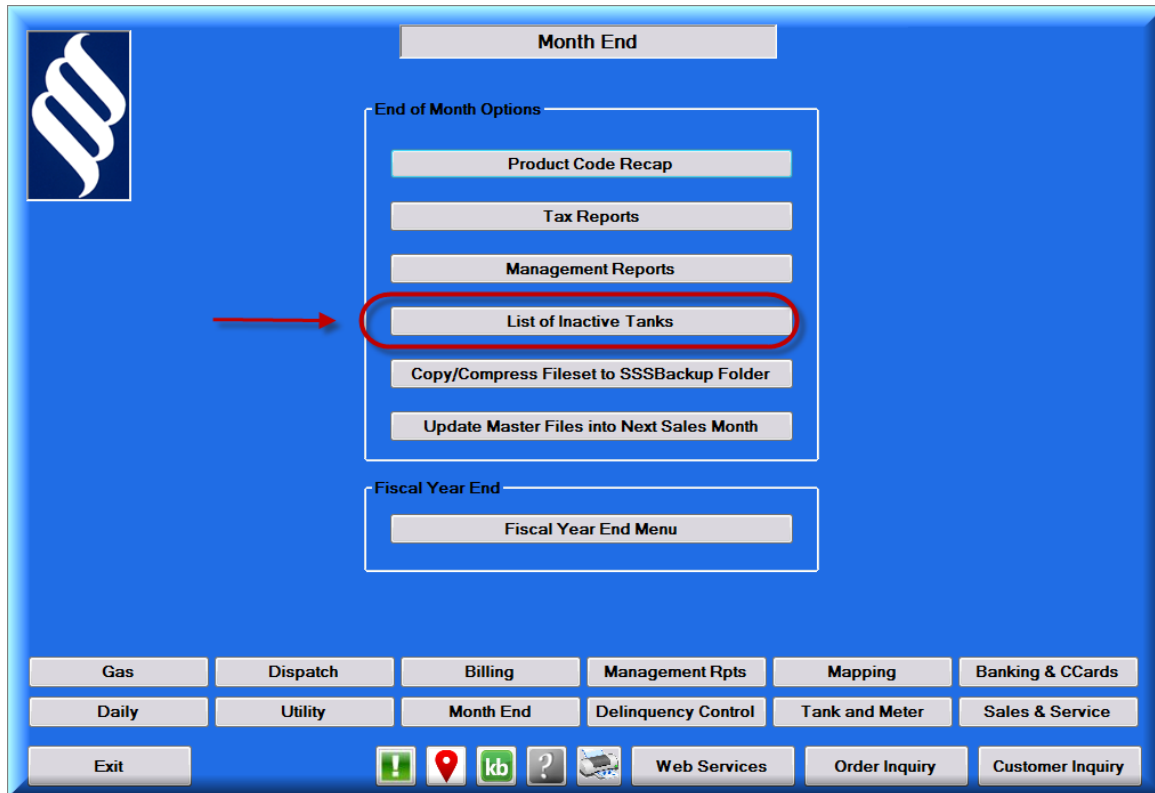 Month End
End of Month Options
Product Code Recap
Tax Reports
Management Reports
List of Inactive Tanks
Copy/Compress Fileset to SSSBackup Folder
Update Master Files into Next Sales Month
Fiscal Year End
Fiscal Year End Menu
Gas Dispatch Billing Management Rpts Mapping Banking & CCards
Daily Utility Month End Delinquency Control Tank and Meter Sales & Service
Exit ! kb ? Web Services Order Inquiry Customer Inquiry